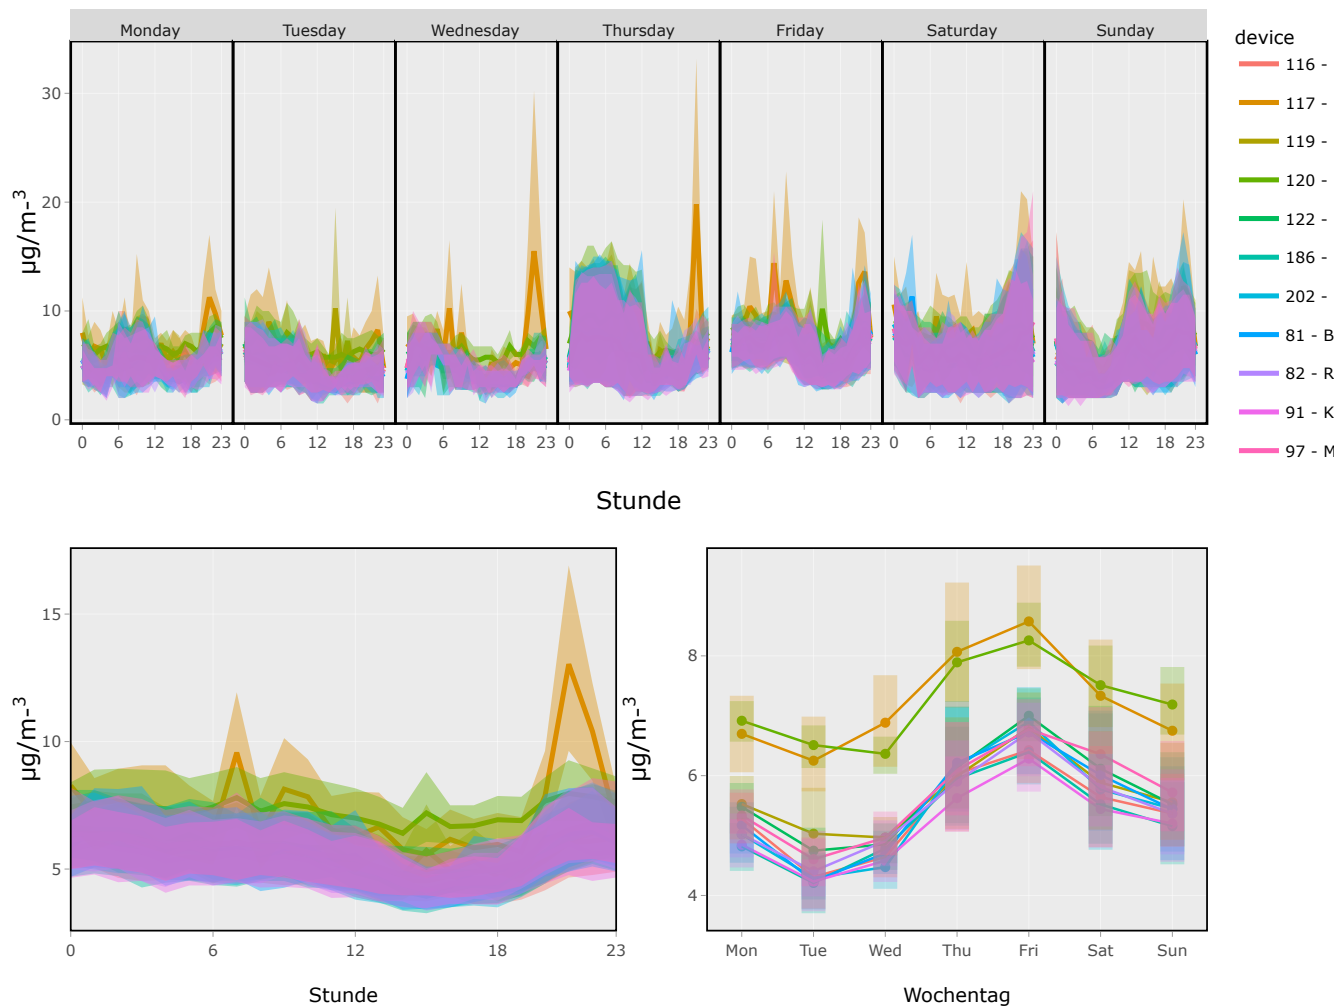 Monday Tuesday Wednesday Thursday Friday Saturday Sunday
device
116 -
117 -
119 -
120 -
122 -
186 -
202 -
81 - B
82 - R
91 - K
97 - M
µg/m-³
30
20
10
0
0 6 12 18 23 0 6 12 18 23 0 6 12 18 23 0 6 12 18 23 0 6 12 18 23 0 6 12 18 23 0 6 12 18 23
Stunde
µg/m-³
15
10
5
0 6 12 18 23
Stunde
µg/m-³
8
6
4
Mon Tue Wed Thu Fri Sat Sun
Wochentag